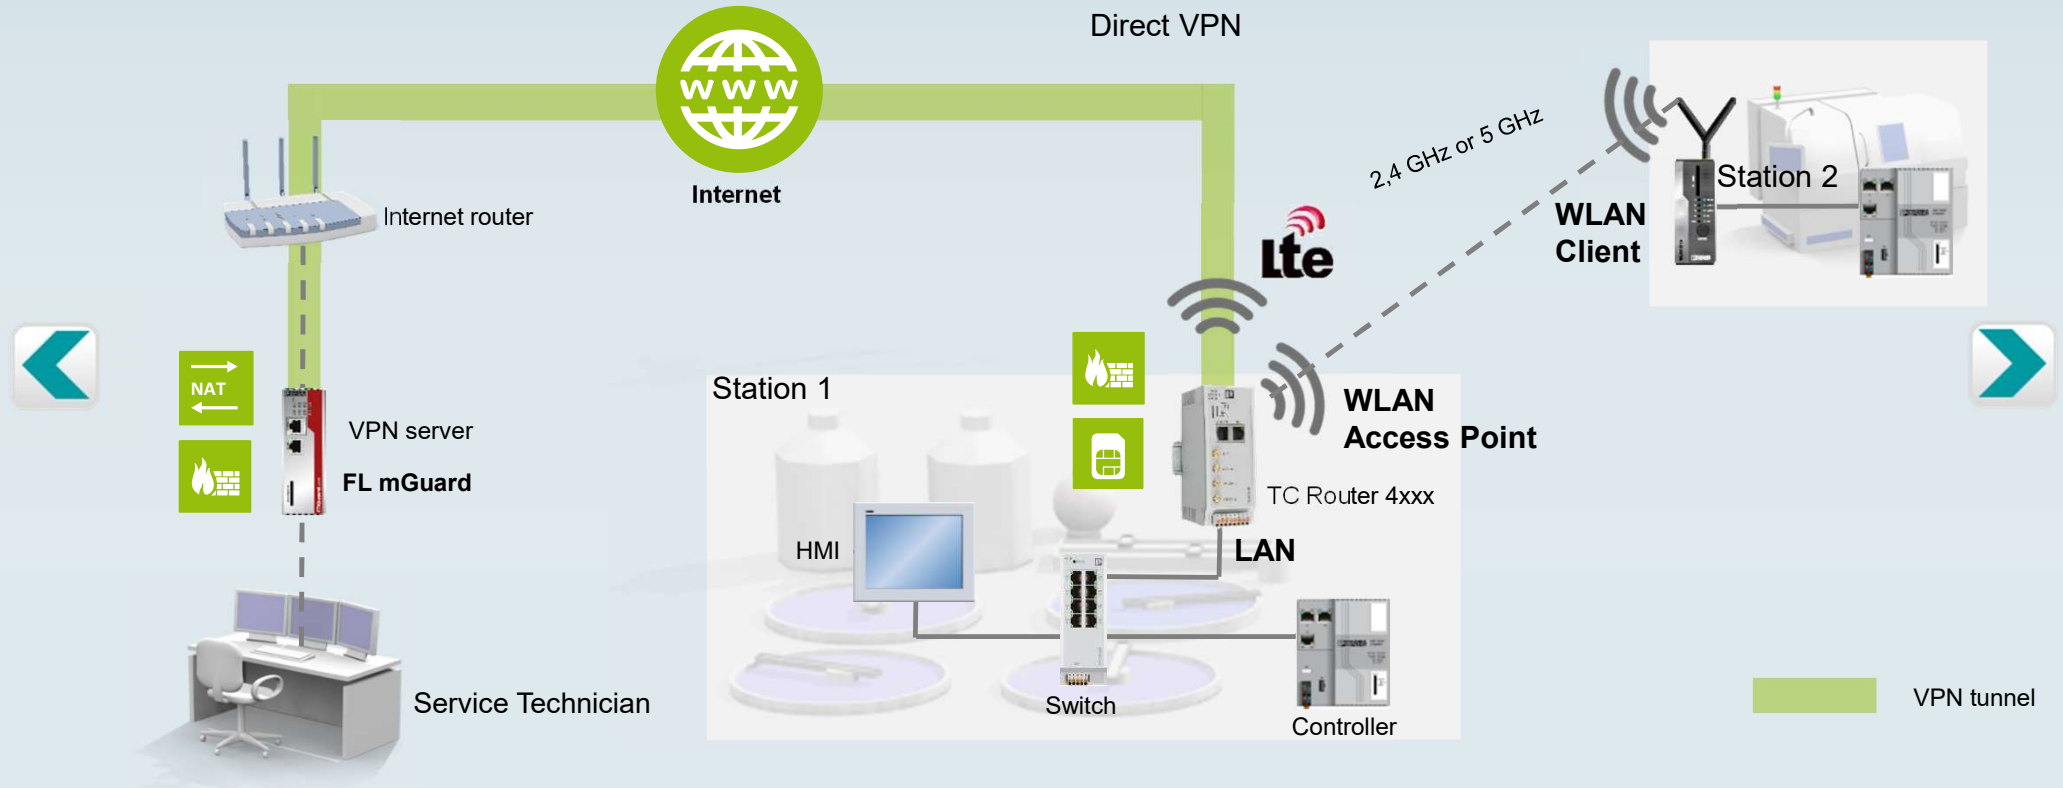 Direct VPN
www
Internet
Internet router
2,4 GHz or 5 GHz
Lte
Station 2
WLAN
Client
NAT
VPN server
FL mGuard
Station 1
WLAN
Access Point
TC Router 4xxx
HMI
LAN
Switch
Controller
Service Technician
VPN tunnel